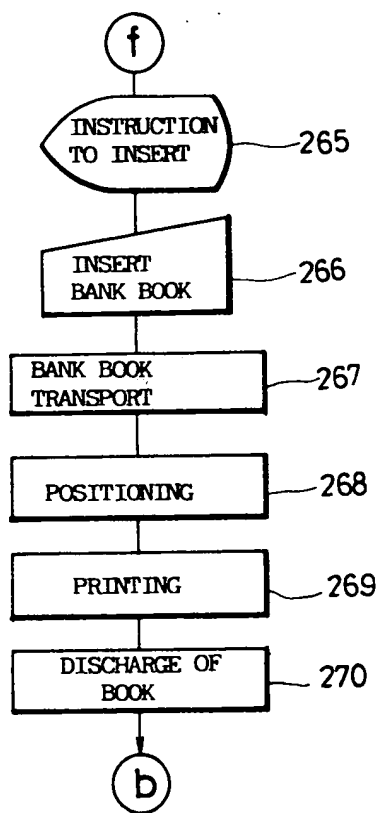 f
INSTRUCTION
TO INSERT
265
INSERT
BANK BOOK
266
BANK BOOK
TRANSPORT
267
POSITIONING
268
PRINTING
269
DISCHARGE OF
BOOK
270
b